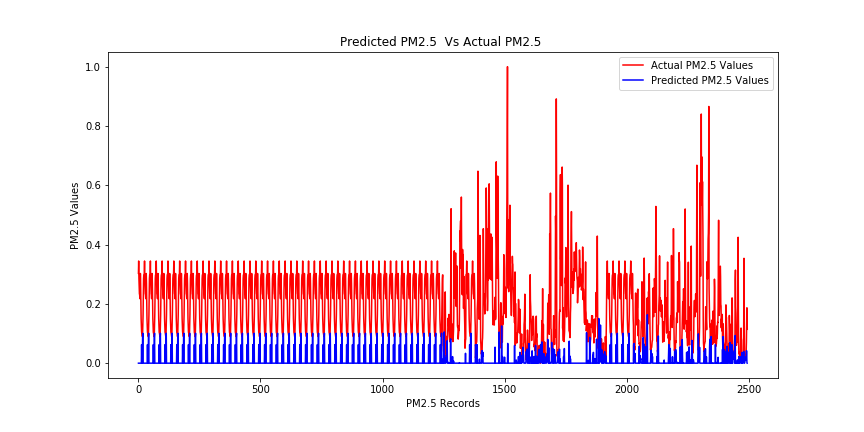 Predicted PM2.5  Vs Actual PM2.5
Actual PM2.5 Values
Predicted PM2.5 Values
PM2.5 Values
1.0
0.8
0.6
0.4
0.2
0.0
0
500
1000
1500
2000
2500
PM2.5 Records